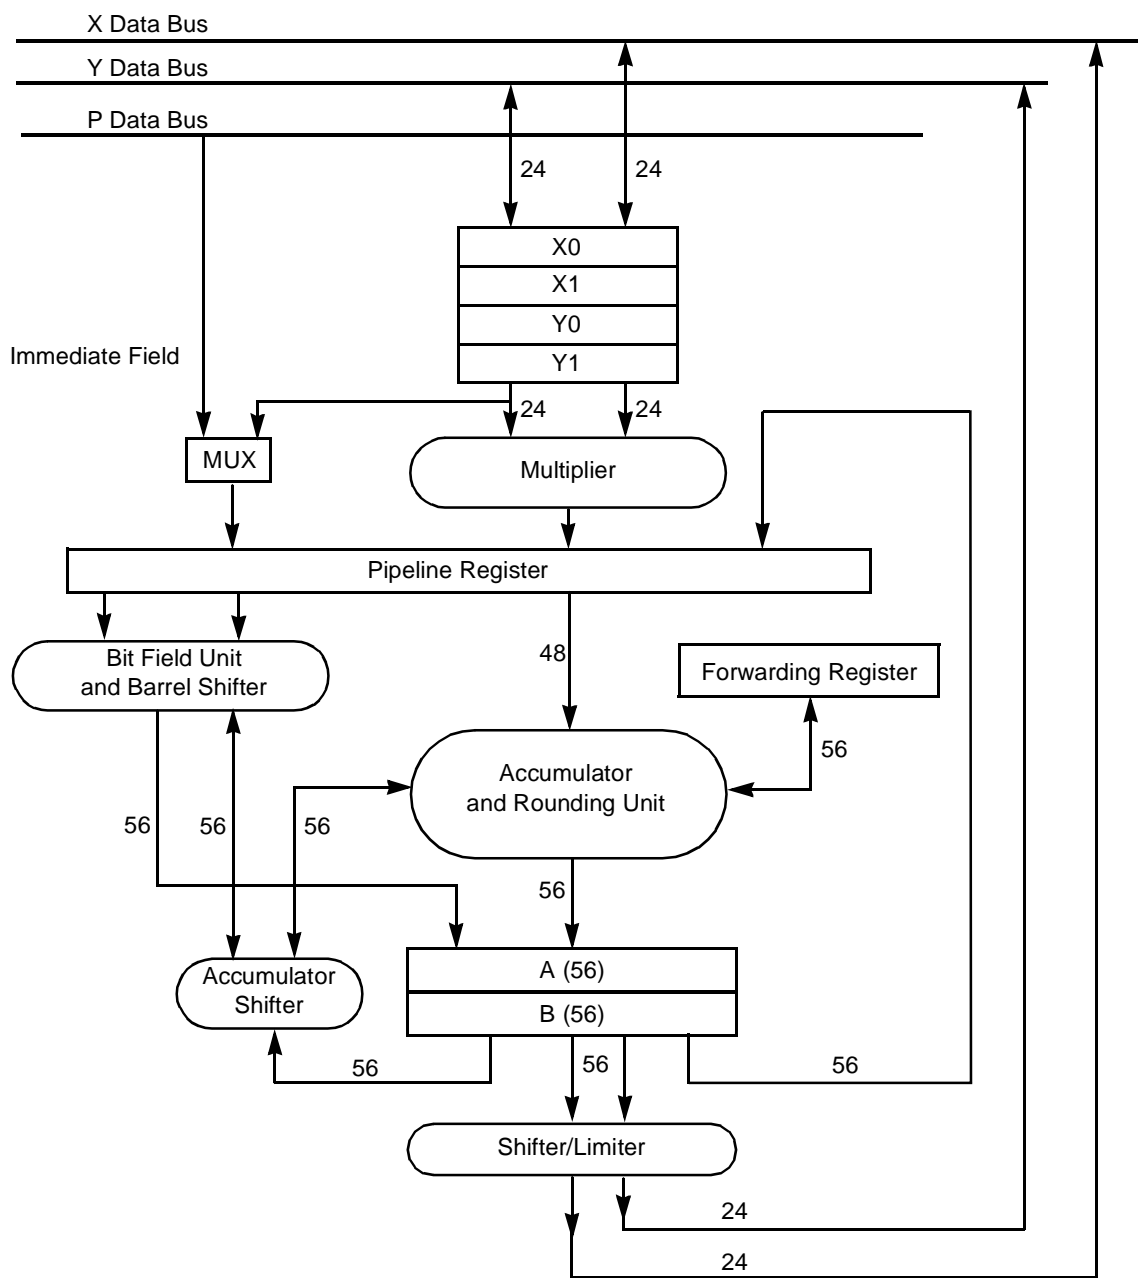 X Data Bus
Y Data Bus
P Data Bus
24
24
X0
X1
Y0
Immediate Field
Y1
24
24
MUX
Multiplier
Pipeline Register
Bit Field Unit
and Barrel Shifter
48
Forwarding Register
56
Accumulator
and Rounding Unit
56
56
56
56
A (56)
Accumulator
Shifter
B (56)
56
56
56
Shifter/Limiter
24
24